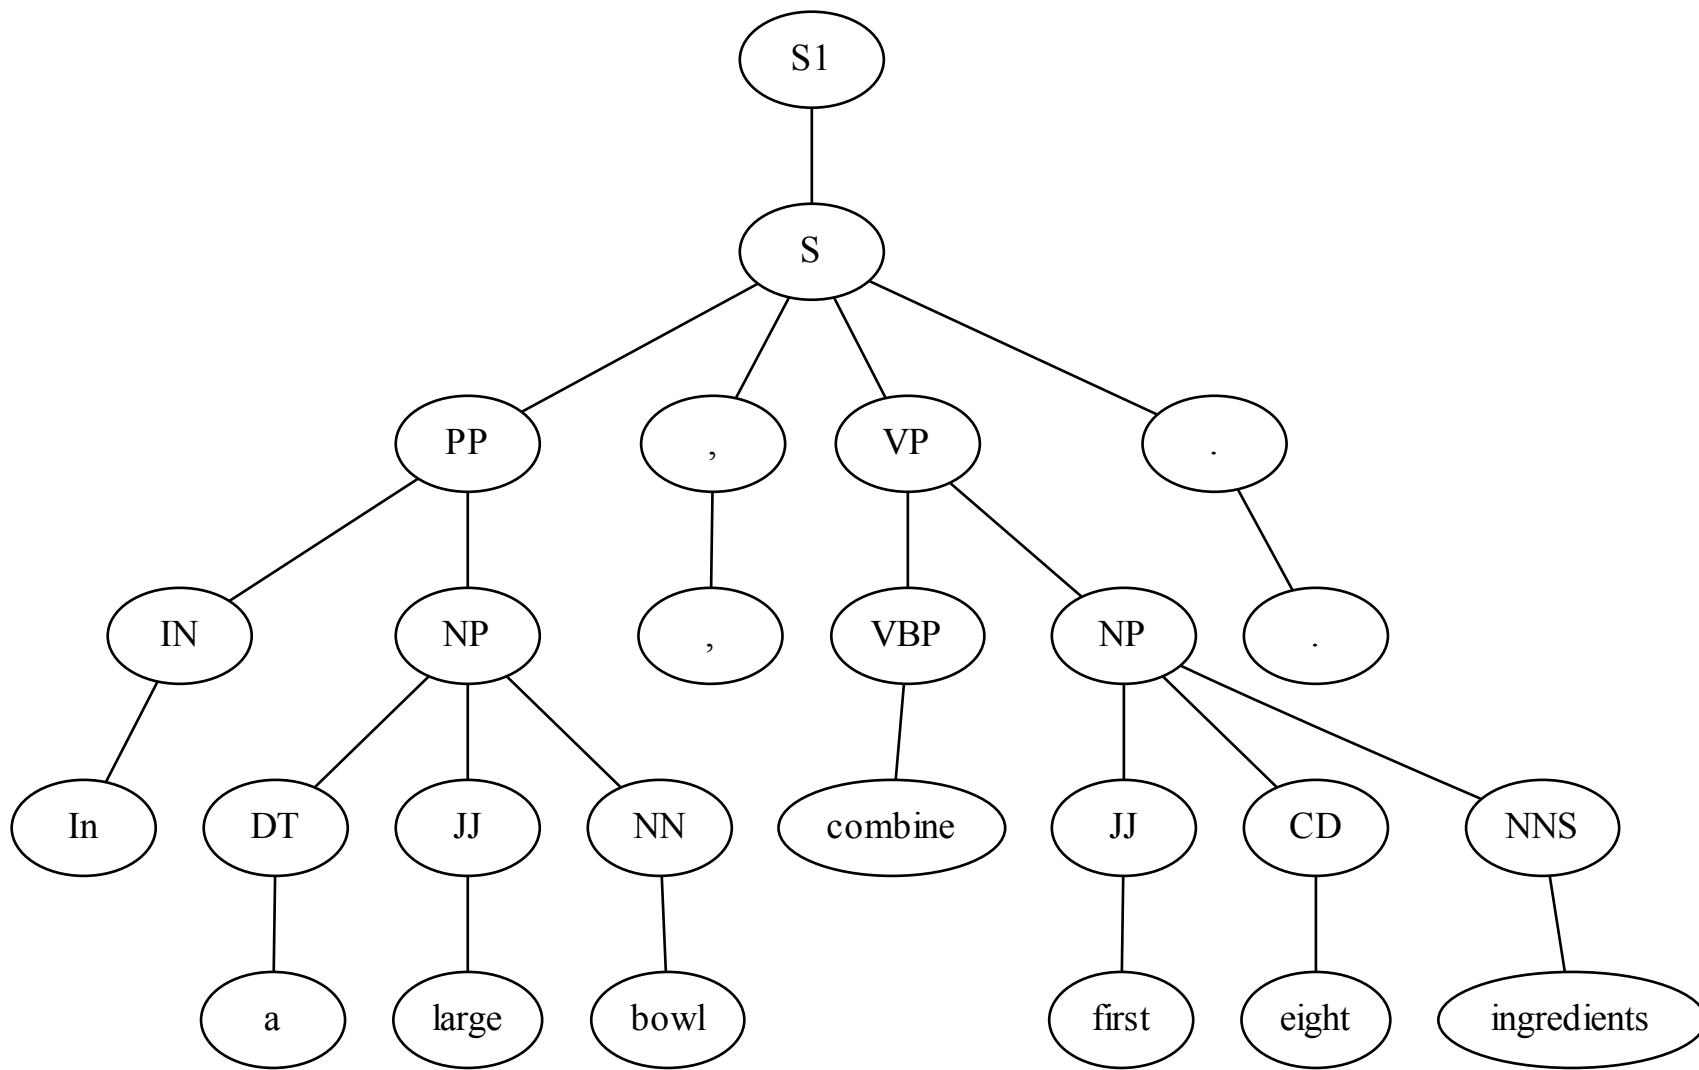 S1
S
PP , VP .
IN NP , VBP NP .
In DT JJ NN combine JJ CD NNS
a large bowl first eight ingredients